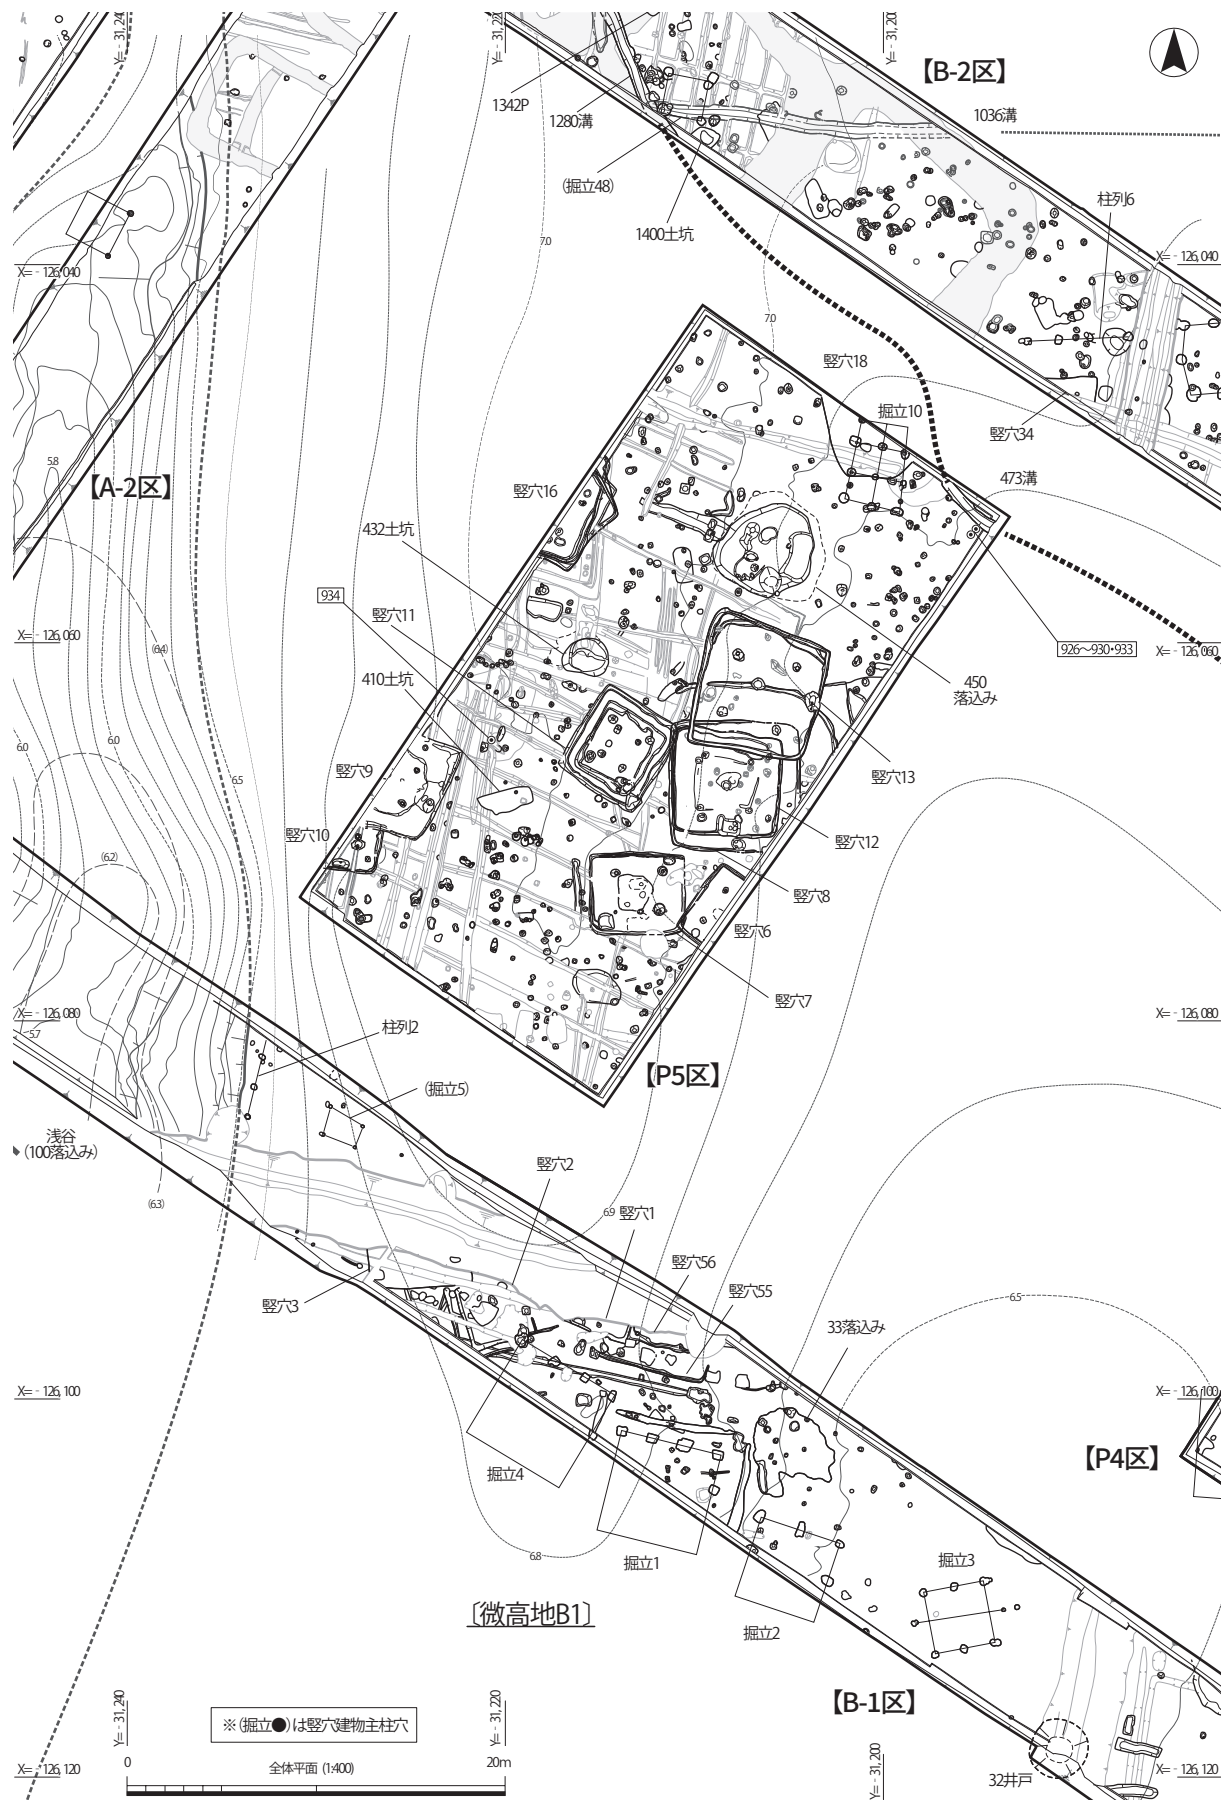 Y=－31,240
Y=－31,220
Y=－31,200
【B-2区】
1342P
1280溝
1036溝
(掘立48)
1400土坑
柱列6
7.0
X=－126,040
X=－126,040
7.0
竪穴18
掘立10
竪穴34
5.8
【A-2区】
竪穴16
473溝
432土坑
934
竪穴11
X=－126,060
(6.4)
926～930・933
X=－126,060
410土坑
450
落込み
6.0
6.0
6.5
竪穴9
竪穴13
竪穴10
竪穴12
(6.2)
竪穴8
竪穴6
竪穴7
X=－126,080
X=－126,080
5.7
柱列2
【P5区】
(掘立5)
浅谷
(100落込み)
竪穴2
(6.3)
6.9
竪穴1
竪穴56
竪穴55
竪穴3
6.5
33落込み
X=－126,100
X=－126,100
【P4区】
掘立4
6.8
掘立1
掘立3
〔微高地B1〕
掘立2
【B-1区】
Y=－31,240
Y=－31,220
※(掘立●)は竪穴建物主柱穴
Y=－31,200
X=－126,120
0
全体平面 (1:400)
20m
32井戸
X=－126,120